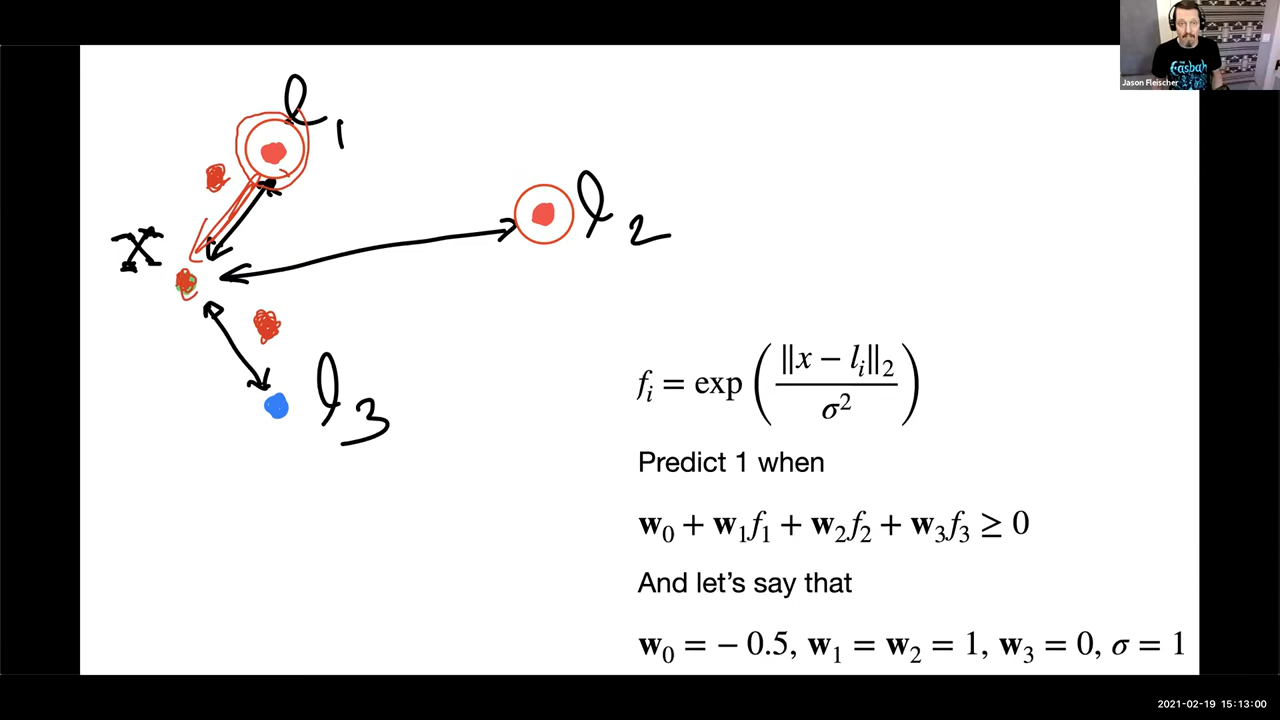 l1
x
l2
l3
fᵢ = exp(‖x − lᵢ‖₂ / σ²)
Predict 1 when
w₀ + w₁f₁ + w₂f₂ + w₃f₃ ≥ 0
And let's say that
w₀ = − 0.5, w₁ = w₂ = 1, w₃ = 0, σ = 1
Casbah
Jason Fleischer
2021-02-19 15:13:00